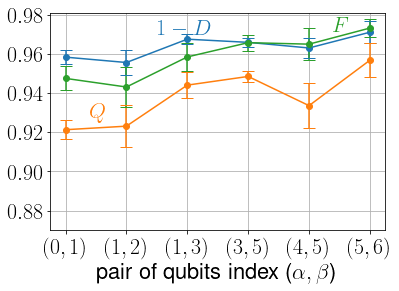 0.98
1 − D
F
0.96
0.94
Q
0.92
0.90
0.88
(0, 1) (1, 2) (1, 3) (3, 5) (4, 5) (5, 6)
pair of qubits index (α, β)